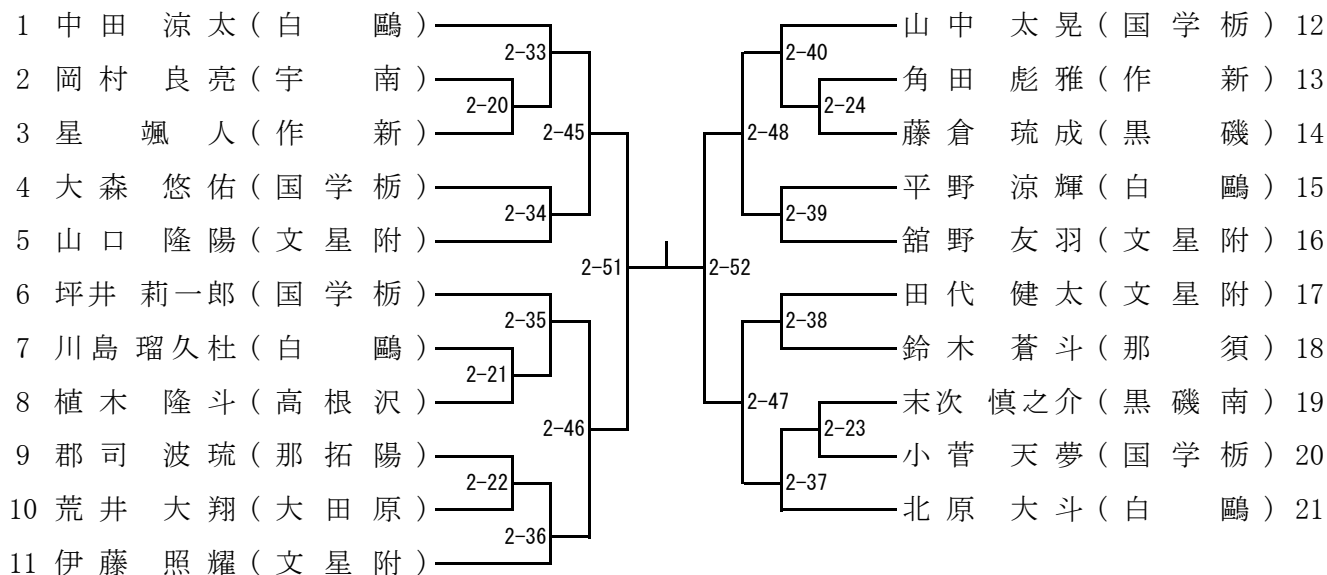 1 中田 涼太(白 鷗) 山中 太晃(国学栃) 12
2-33 2-40
2 岡村 良亮(宇 南) 角田 彪雅(作 新) 13
2-20 2-24
3 星 颯人(作 新) 2-45 2-48 藤倉 琉成(黒 磯) 14
4 大森 悠佑(国学栃) 平野 涼輝(白 鷗) 15
2-34 2-39
5 山口 隆陽(文星附) 舘野 友羽(文星附) 16
2-51 2-52
6 坪井 莉一郎(国学栃) 田代 健太(文星附) 17
2-35 2-38
7 川島 瑠久杜(白 鷗) 鈴木 蒼斗(那 須) 18
2-21
8 植木 隆斗(高根沢) 2-47 末次 慎之介(黒磯南) 19
2-46 2-23
9 郡司 波琉(那拓陽) 小菅 天夢(国学栃) 20
2-22 2-37
10 荒井 大翔(大田原) 北原 大斗(白 鷗) 21
2-36
11 伊藤 照耀(文星附)